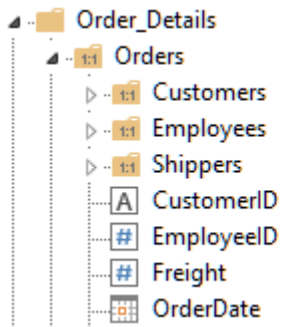 Order_Details
1:1 Orders
1:1 Customers
1:1 Employees
1:1 Shippers
A CustomerID
# EmployeeID
# Freight
OrderDate